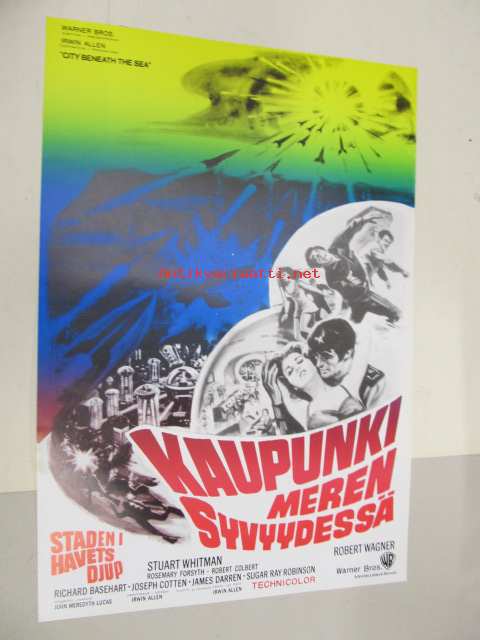 WARNER BROS.
IRWIN ALLEN
"CITY BENEATH THE SEA"
antikvariaatti.net
KAUPUNKI
MEREN
SYVYYDESSÄ
STADEN I
HAVETS
DJUP
STUART WHITMAN
ROBERT WAGNER
ROSEMARY FORSYTH - ROBERT COLBERT
RICHARD BASEHART - JOSEPH COTTEN - JAMES DARREN - SUGAR RAY ROBINSON
JOHN MEREDYTH LUCAS
IRWIN ALLEN
IRWIN ALLEN
TECHNICOLOR
WB
Warner Bros.